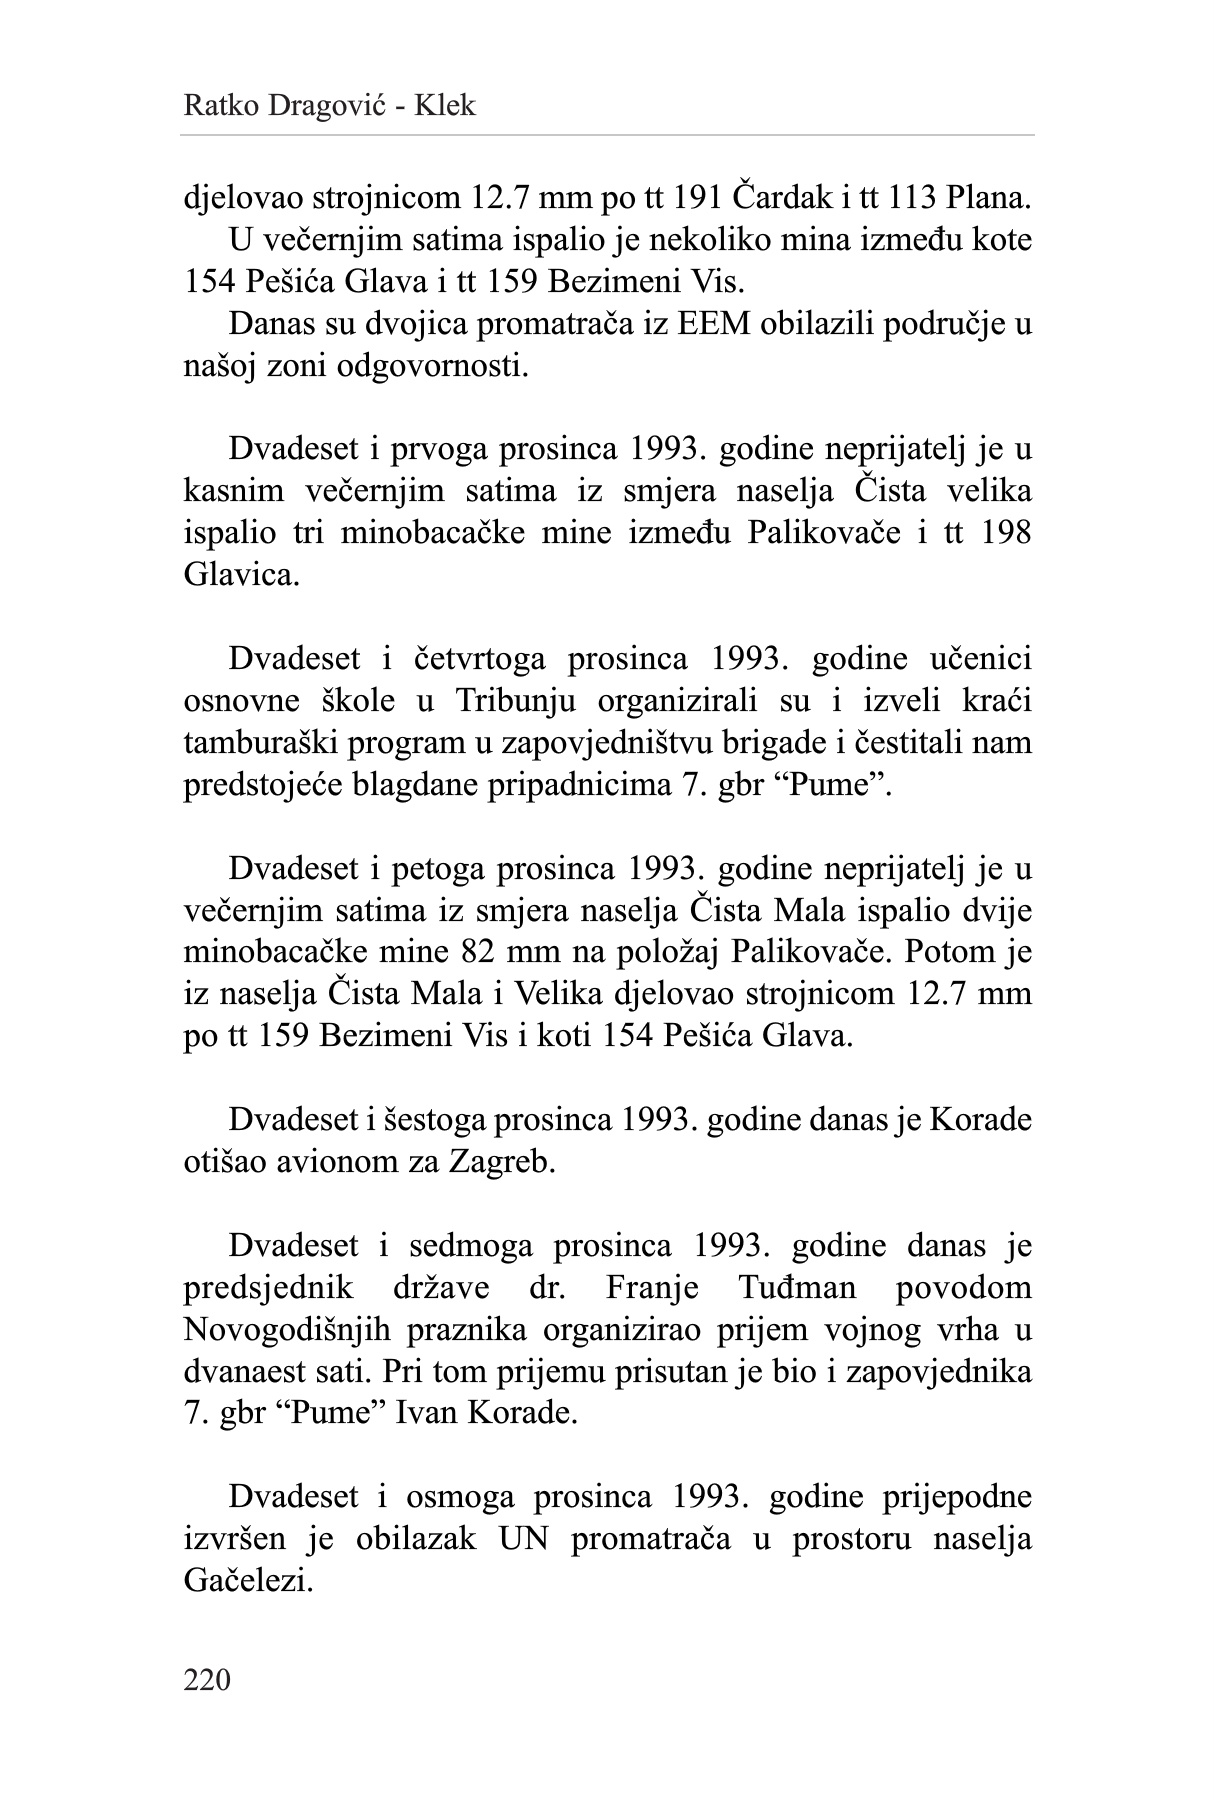 Ratko Dragović - Klek
djelovao strojnicom 12.7 mm po tt 191 Čardak i tt 113 Plana.
U večernjim satima ispalio je nekoliko mina između kote
154 Pešića Glava i tt 159 Bezimeni Vis.
Danas su dvojica promatrača iz EEM obilazili područje u
našoj zoni odgovornosti.
Dvadeset i prvoga prosinca 1993. godine neprijatelj je u
kasnim večernjim satima iz smjera naselja Čista velika
ispalio tri minobacačke mine između Palikovače i tt 198
Glavica.
Dvadeset i četvrtoga prosinca 1993. godine učenici
osnovne škole u Tribunju organizirali su i izveli kraći
tamburaški program u zapovjedništvu brigade i čestitali nam
predstojeće blagdane pripadnicima 7. gbr “Pume”.
Dvadeset i petoga prosinca 1993. godine neprijatelj je u
večernjim satima iz smjera naselja Čista Mala ispalio dvije
minobacačke mine 82 mm na položaj Palikovače. Potom je
iz naselja Čista Mala i Velika djelovao strojnicom 12.7 mm
po tt 159 Bezimeni Vis i koti 154 Pešića Glava.
Dvadeset i šestoga prosinca 1993. godine danas je Korade
otišao avionom za Zagreb.
Dvadeset i sedmoga prosinca 1993. godine danas je
predsjednik države dr. Franje Tuđman povodom
Novogodišnjih praznika organizirao prijem vojnog vrha u
dvanaest sati. Pri tom prijemu prisutan je bio i zapovjednika
7. gbr “Pume” Ivan Korade.
Dvadeset i osmoga prosinca 1993. godine prijepodne
izvršen je obilazak UN promatrača u prostoru naselja
Gačelezi.
220